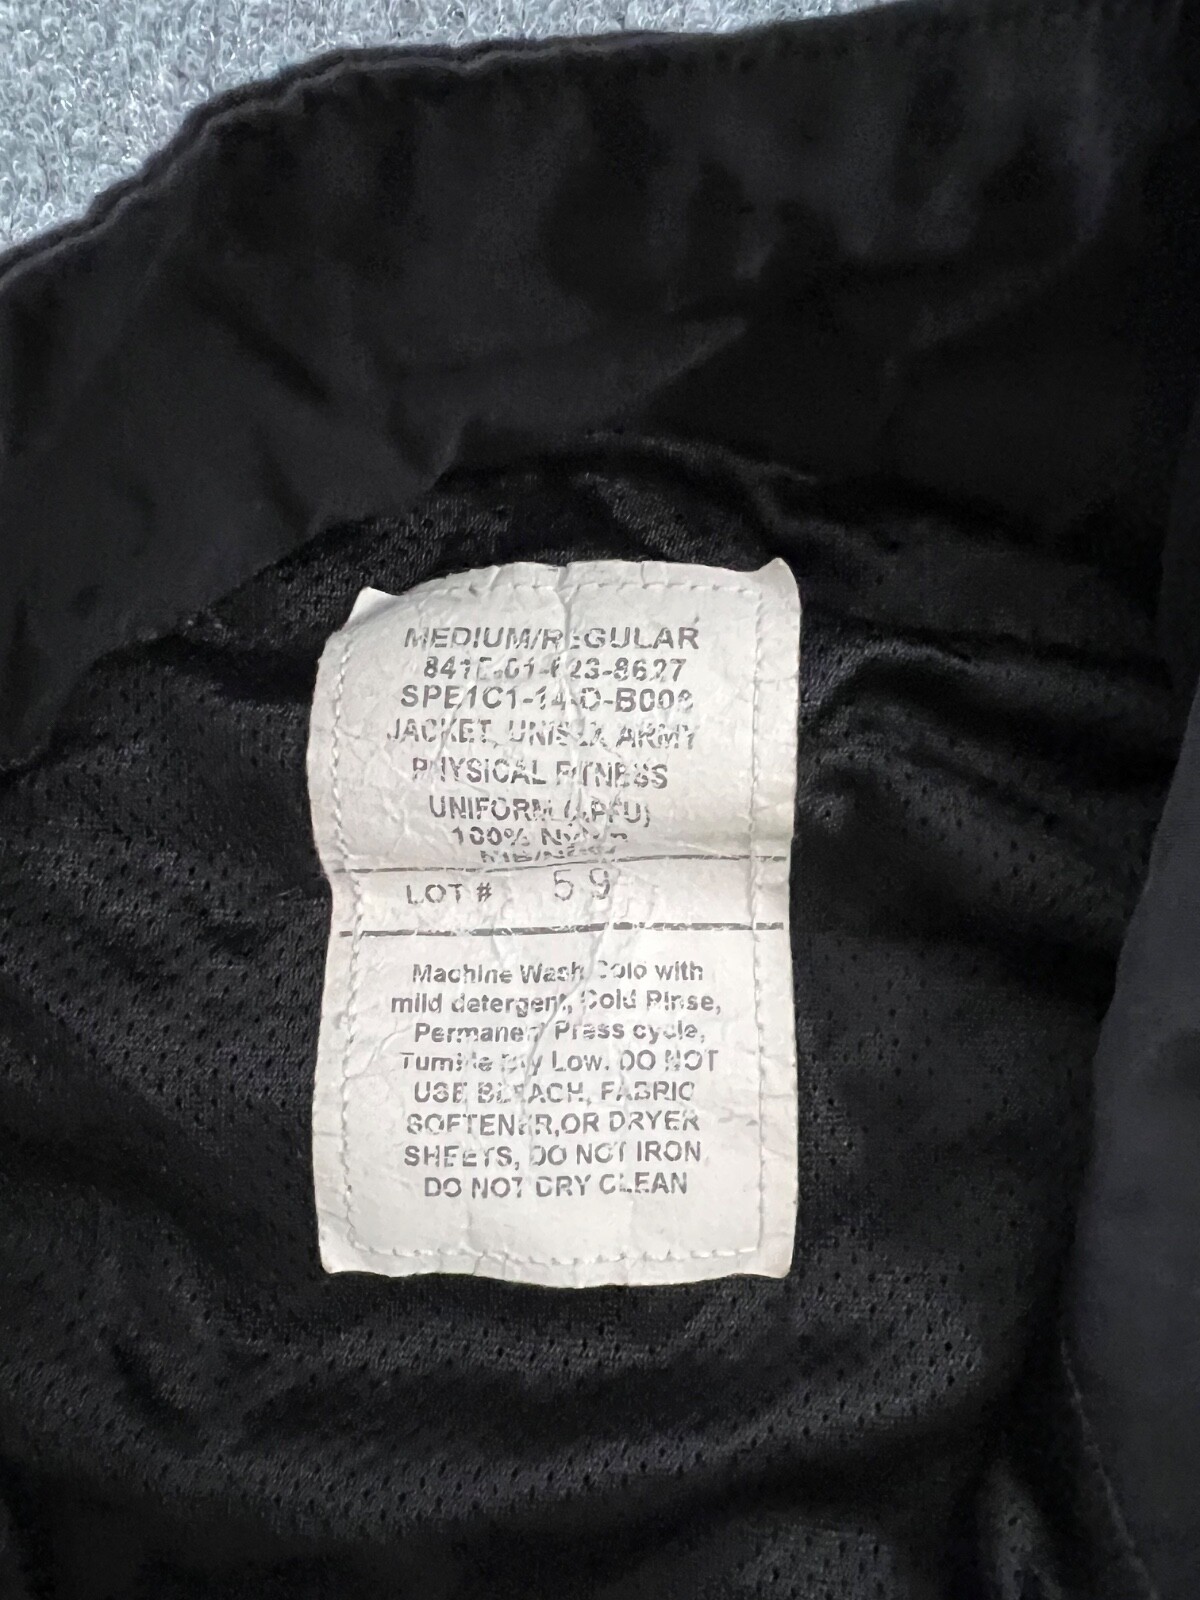 MEDIUM/REGULAR
SPE1C1-14-D-B00
JACKET, UNISEX ARMY
PHYSICAL FITNESS
UNIFORM (APFU)
100%
LOT # 59
Machine Wash Cold with
mild detergent, Cold Rinse,
Permanent Press cycle,
Tumble Dry Low. DO NOT
USE BLEACH, FABRIC
SOFTENER,OR DRYER
SHEETS, DO NOT IRON
DO NOT DRY CLEAN